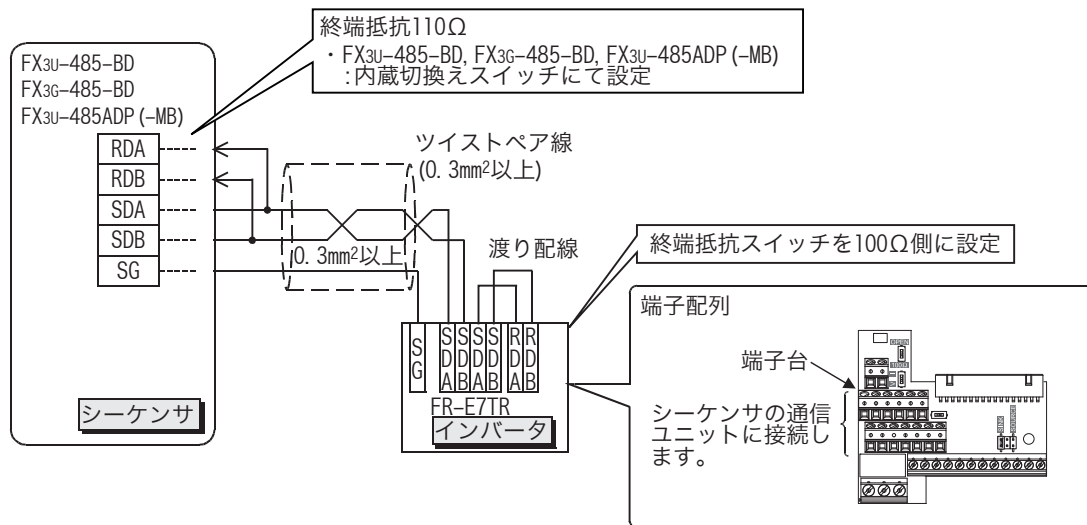 終端抵抗110Ω
・FX3U-485-BD, FX3G-485-BD, FX3U-485ADP(-MB)
:内蔵切換えスイッチにて設定
FX3U-485-BD
FX3G-485-BD
FX3U-485ADP(-MB)
RDA
RDB
SDA
SDB
SG
シーケンサ
ツイストペア線
(0.3mm2以上)
0.3mm2以上
渡り配線
終端抵抗スイッチを100Ω側に設定
SG
SDA
SDB
SDA
SDB
RDA
RDB
FR-E7TR
インバータ
端子配列
端子台
シーケンサの通信
ユニットに接続し
ます。